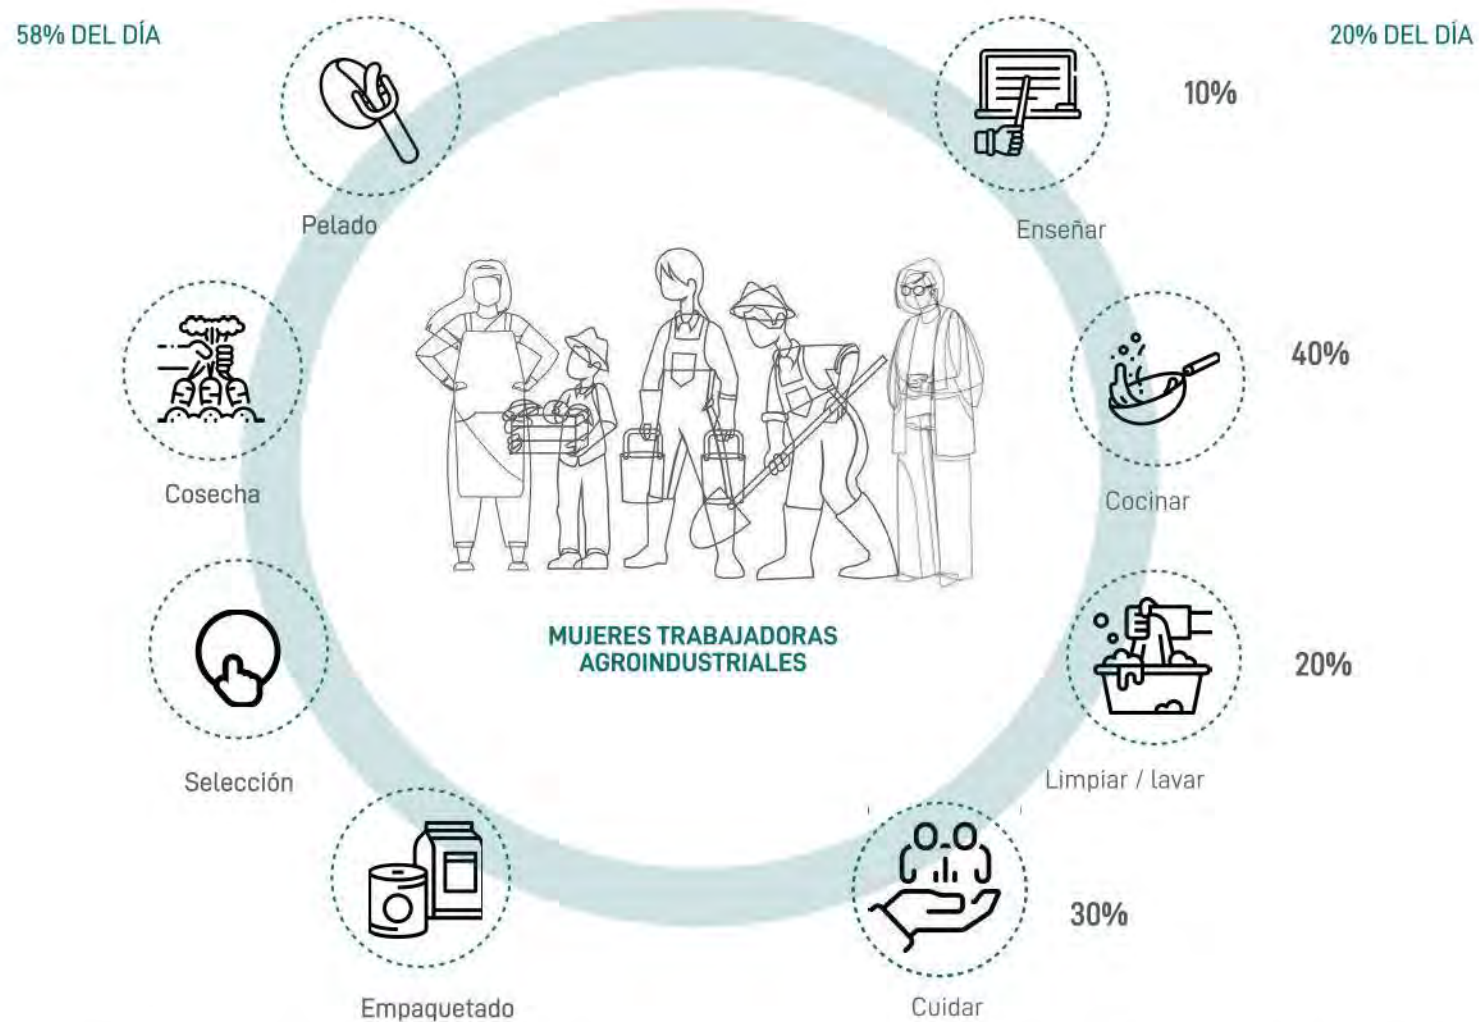 58% DEL DÍA
20% DEL DÍA
10%
Pelado
Enseñar
40%
Cosecha
Cocinar
MUJERES TRABAJADORAS
AGROINDUSTRIALES
20%
Selección
Limpiar / lavar
30%
Empaquetado
Cuidar